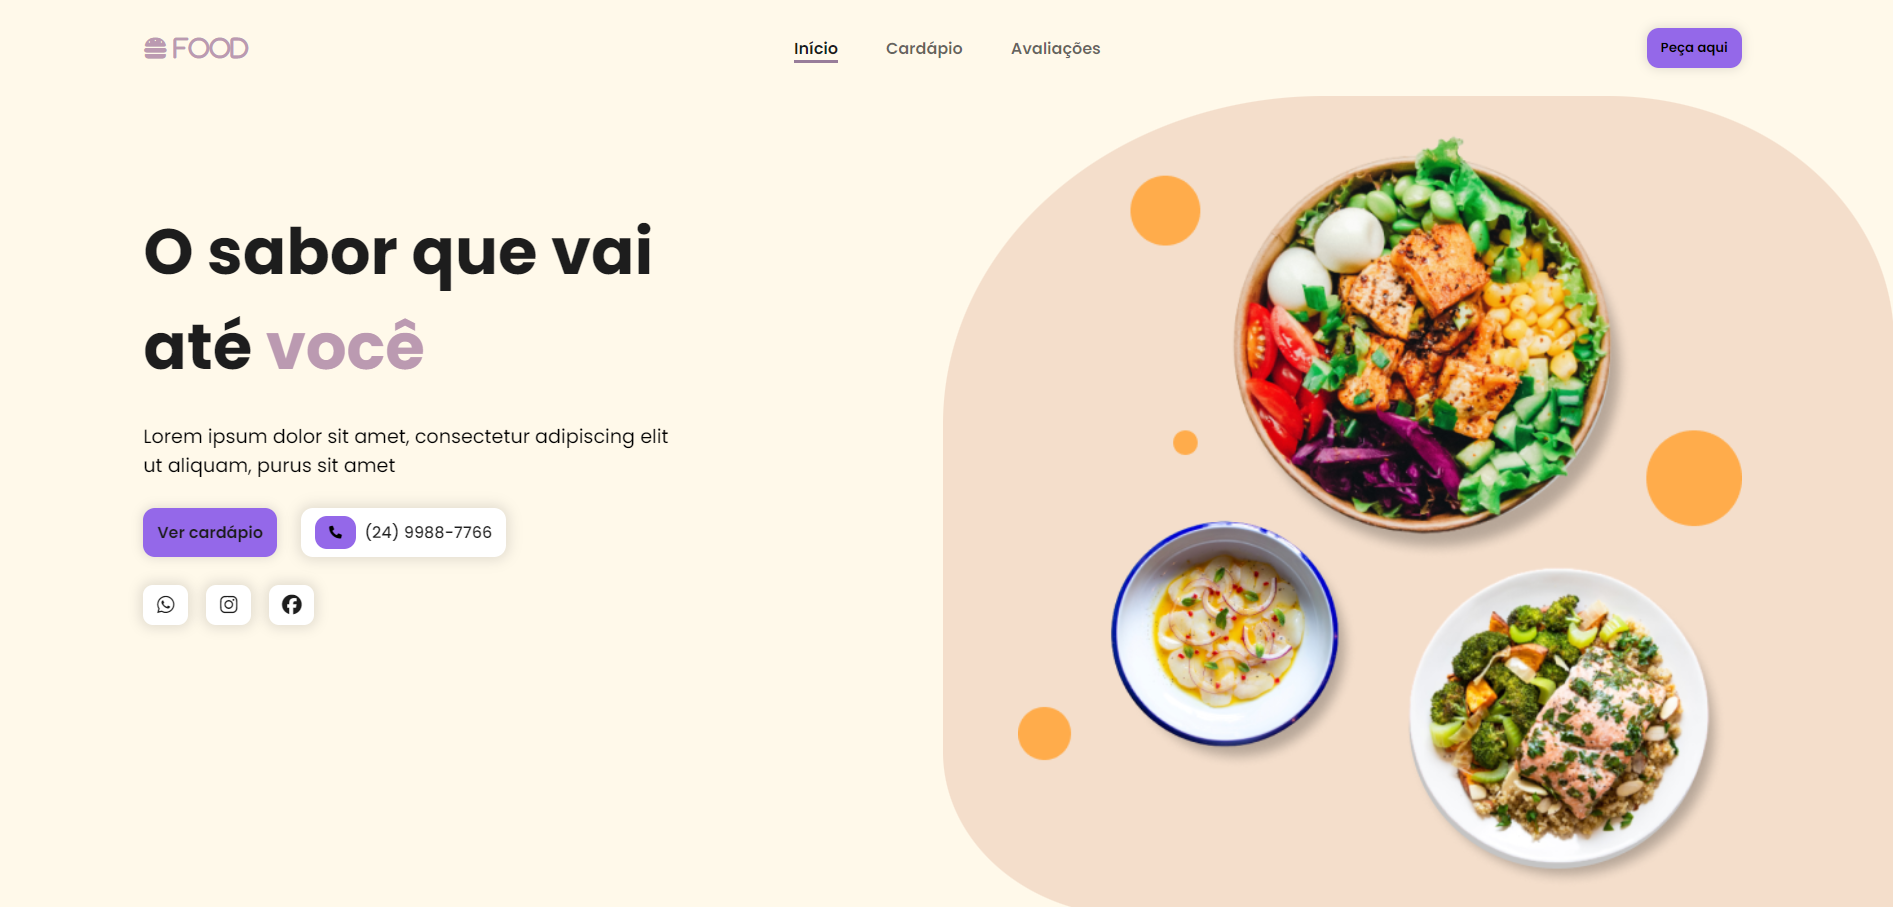 FOOD
Início
Cardápio
Avaliações
Peça aqui
O sabor que vai
até você
Lorem ipsum dolor sit amet, consectetur adipiscing elit
ut aliquam, purus sit amet
Ver cardápio
(24) 9988-7766